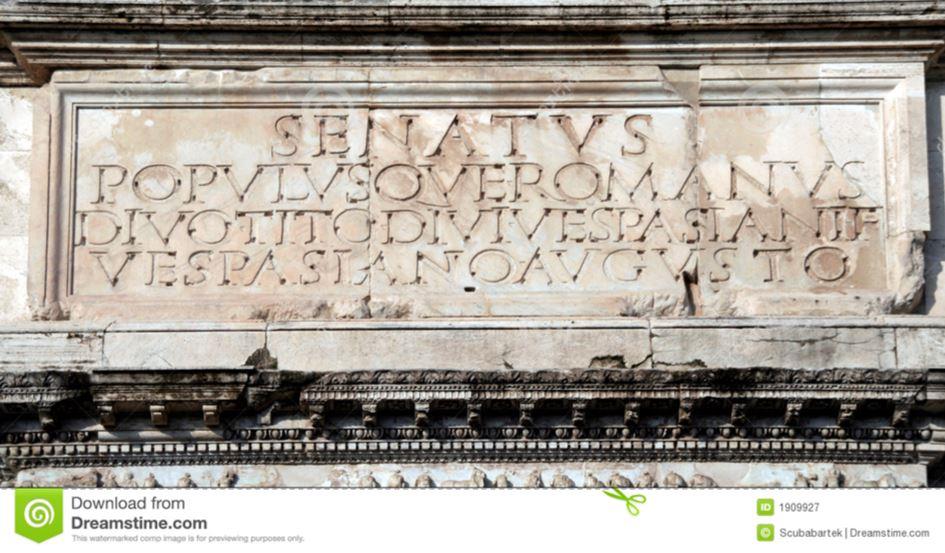 SENATVS
POPVLVSQVEROMANVS
DIVOTITODIVIVESPASIANIF
VESPASIANOAVGVSTO
Download from
Dreamstime.com
This watermarked comp image is for previewing purposes only.
ID 1909927
© Scubabartek | Dreamstime.com